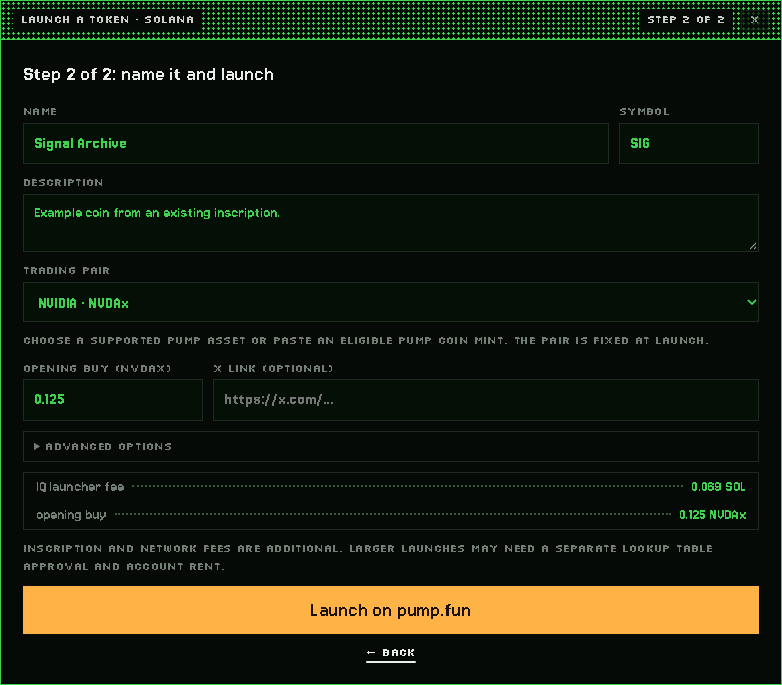 LAUNCH A TOKEN · SOLANA
STEP 2 OF 2
X
Step 2 of 2: name it and launch
NAME
SYMBOL
Signal Archive
SIG
DESCRIPTION
Example coin from an existing inscription.
TRADING PAIR
NVIDIA · NVDAx
CHOOSE A SUPPORTED PUMP ASSET OR PASTE AN ELIGIBLE PUMP COIN MINT. THE PAIR IS FIXED AT LAUNCH.
OPENING BUY (NVDAX)
X LINK (OPTIONAL)
0.125
https://x.com/...
▶ ADVANCED OPTIONS
IQ launcher fee 0.069 SOL
opening buy 0.125 NVDAx
INSCRIPTION AND NETWORK FEES ARE ADDITIONAL. LARGER LAUNCHES MAY NEED A SEPARATE LOOKUP TABLE
APPROVAL AND ACCOUNT RENT.
Launch on pump.fun
← BACK